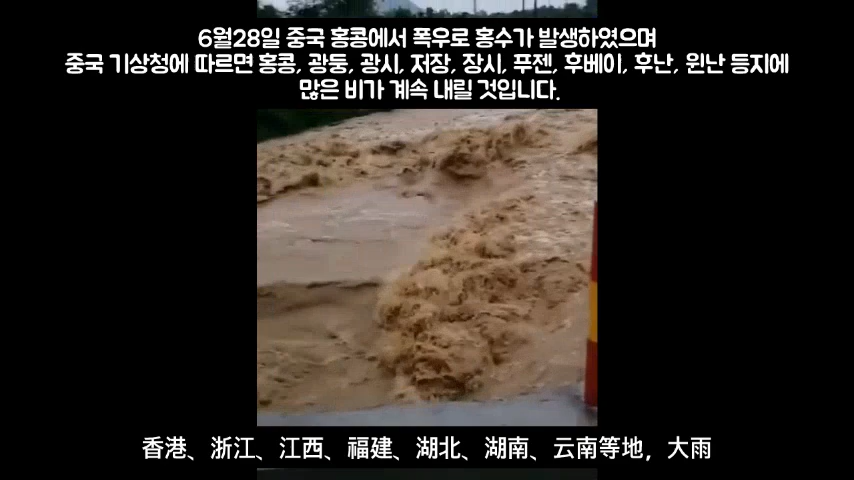 6월28일 중국 홍콩에서 폭우로 홍수가 발생하였으며
중국 기상청에 따르면 홍콩, 광둥, 광시, 저장, 장시, 푸젠, 후베이, 후난, 윈난 등지에
많은 비가 계속 내릴 것입니다.
香港、浙江、江西、福建、湖北、湖南、云南等地，大雨